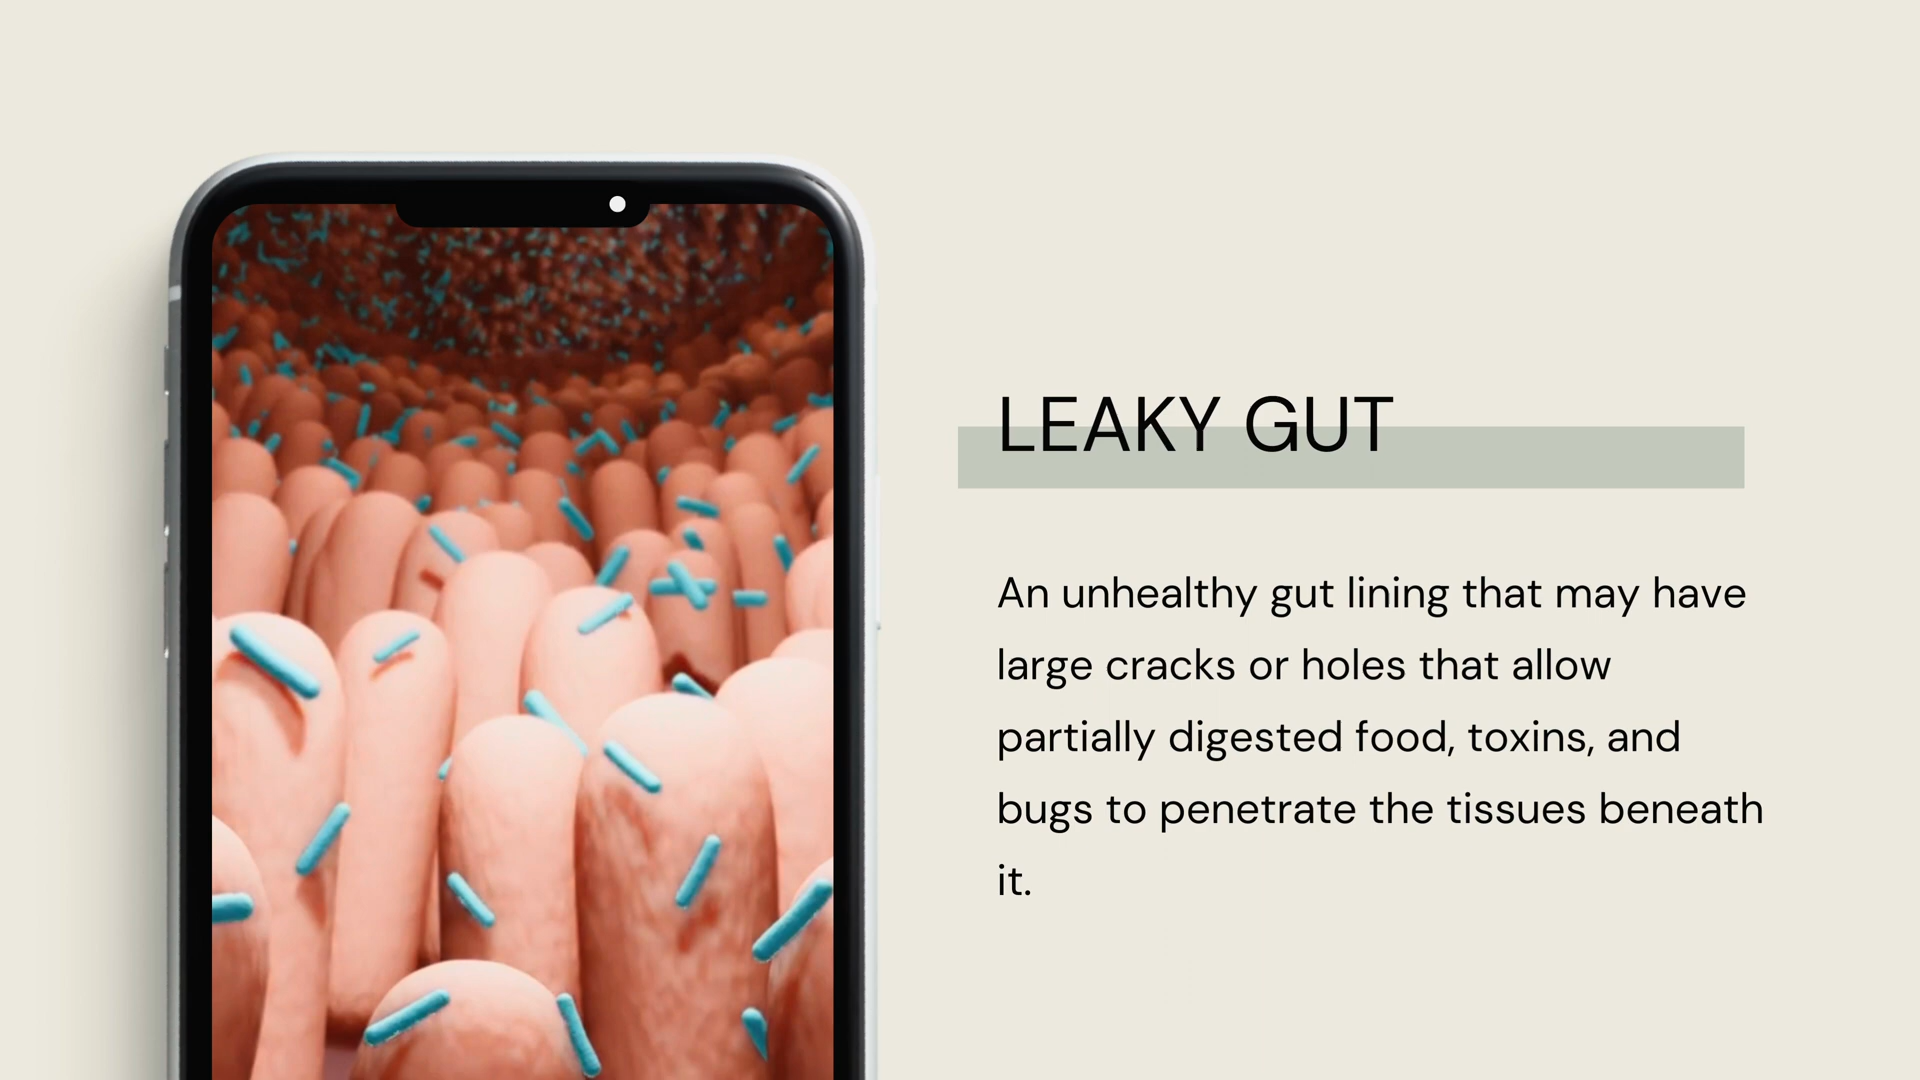 LEAKY GUT
An unhealthy gut lining that may have
large cracks or holes that allow
partially digested food, toxins, and
bugs to penetrate the tissues beneath
it.